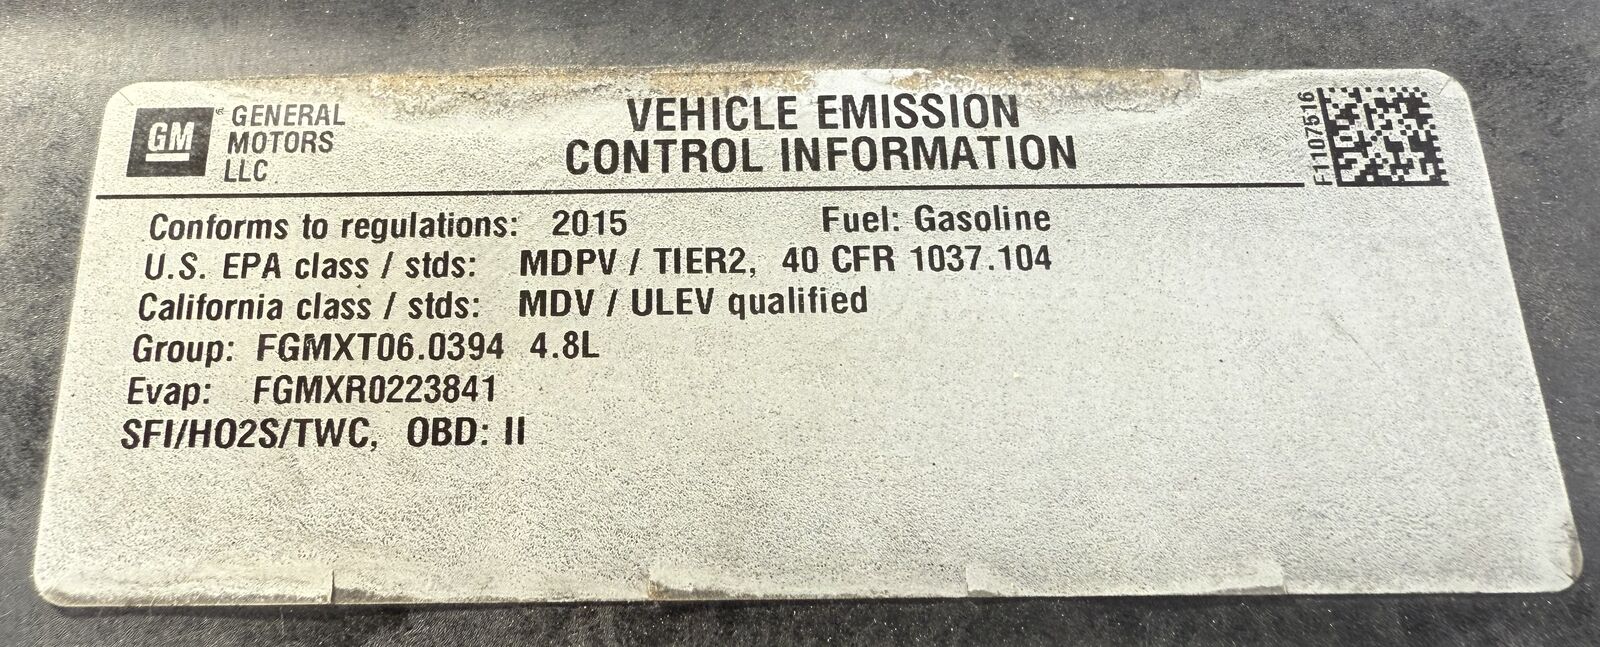 GM
GENERAL
MOTORS
LLC
VEHICLE EMISSION
CONTROL INFORMATION
F1107516
Conforms to regulations: 2015 Fuel: Gasoline
U.S. EPA class / stds: MDPV / TIER2, 40 CFR 1037.104
California class / stds: MDV / ULEV qualified
Group: FGMXT06.0394 4.8L
Evap: FGMXR0223841
SFI/HO2S/TWC, OBD: II